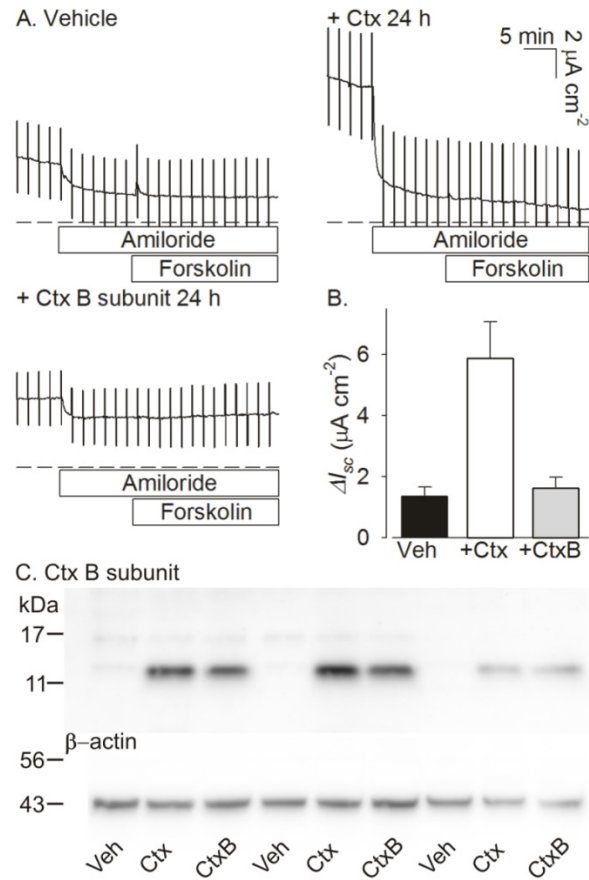 A. Vehicle
+ Ctx 24 h
5 min
2 μA cm-2
Amiloride
Forskolin
Amiloride
Forskolin
+ Ctx B subunit 24 h
Amiloride
Forskolin
B.
ΔIsc (μA cm-2)
6
4
2
0
Veh
+Ctx
+CtxB
C. Ctx B subunit
kDa
17
11
β–actin
56
43
Veh Ctx CtxB Veh Ctx CtxB Veh Ctx CtxB